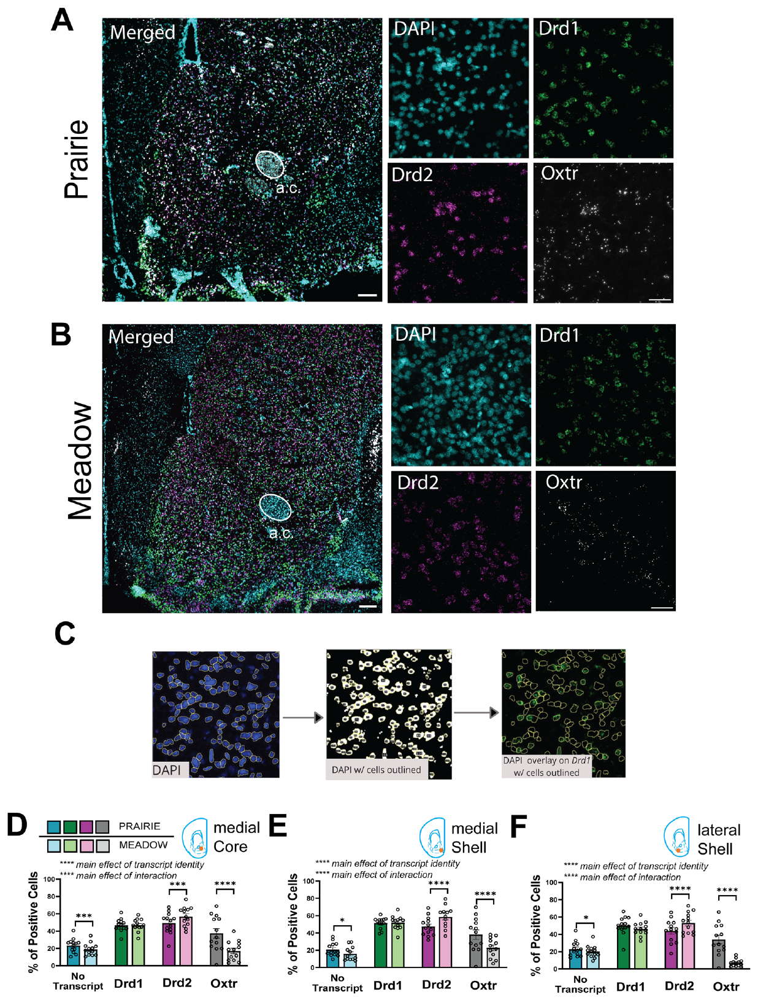 A
Prairie
Merged
a.c.
DAPI
Drd1
Drd2
Oxtr
B
Meadow
Merged
a.c.
DAPI
Drd1
Drd2
Oxtr
C
DAPI
DAPI w/ cells outlined
DAPI overlay on Drd1
w/ cells outlined
D
PRAIRIE
MEADOW
medial
Core
**** main effect of transcript identity
**** main effect of interaction
% of Positive Cells
100
80
60
40
20
0
***
***
****
No
Transcript
Drd1
Drd2
Oxtr
E
medial
Shell
**** main effect of transcript identity
**** main effect of interaction
% of Positive Cells
100
80
60
40
20
0
*
****
****
No
Transcript
Drd1
Drd2
Oxtr
F
lateral
Shell
**** main effect of transcript identity
**** main effect of interaction
% of Positive Cells
100
80
60
40
20
0
*
****
****
No
Transcript
Drd1
Drd2
Oxtr